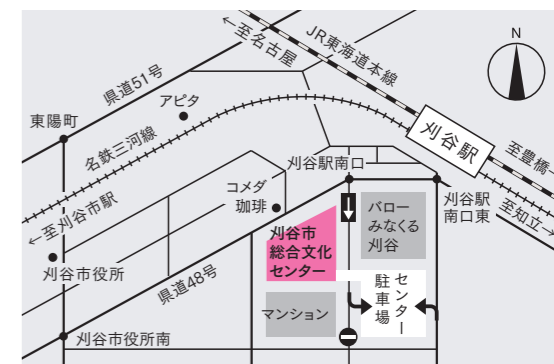 N
←至名古屋
JR東海道本線
県道51号
アピタ
東陽町
名鉄三河線
刈谷駅
至豊橋→
刈谷駅南口
コメダ
珈琲
刈谷駅
南口東
至知立→
バロー
みなくる
刈谷
←至刈谷市駅
刈谷市
総合文化
センター
刈谷市役所
県道48号
センター
駐車場
マンション
刈谷市役所南